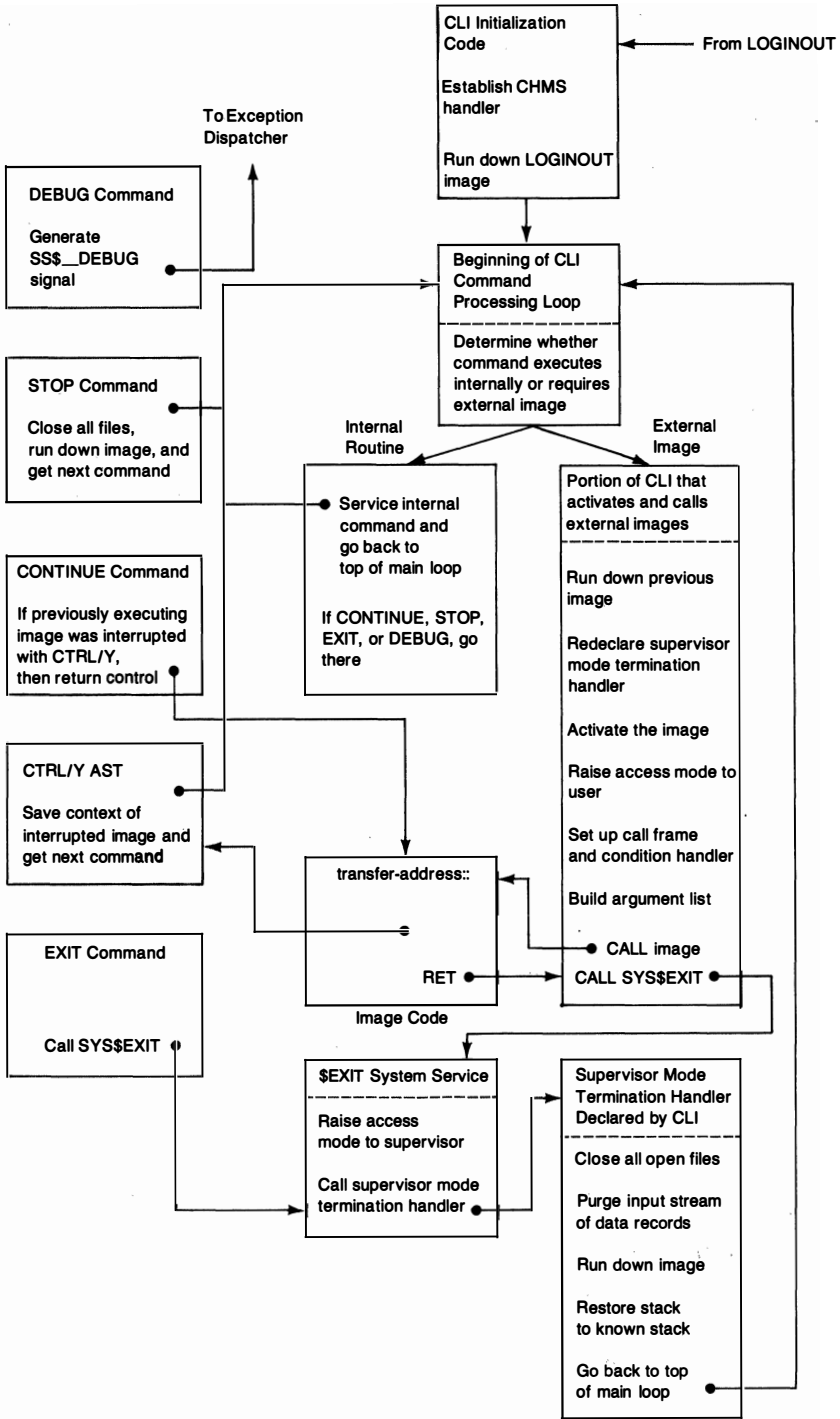 CLI Initialization
Code
Establish CHMS
handler
Run down LOGINOUT
image
From LOGINOUT
To Exception
Dispatcher
DEBUG Command
Generate
SS$__DEBUG
signal
Beginning of CLI
Command
Processing Loop
Determine whether
command executes
internally or requires
external image
STOP Command
Close all files,
run down image, and
get next command
Internal
Routine
External
Image
Service internal
command and
go back to
top of main loop
If CONTINUE, STOP,
EXIT, or DEBUG, go
there
Portion of CLI that
activates and calls
external images
Run down previous
image
Redeclare supervisor
mode termination
handler
Activate the image
Raise access mode to
user
Set up call frame
and condition handler
Build argument list
CALL image
CALL SYS$EXIT
CONTINUE Command
If previously executing
image was interrupted
with CTRL/Y,
then return control
CTRL/Y AST
Save context of
interrupted image and
get next command
transfer-address::
RET
Image Code
EXIT Command
Call SYS$EXIT
$EXIT System Service
Raise access
mode to supervisor
Call supervisor mode
termination handler
Supervisor Mode
Termination Handler
Declared by CLI
Close all open files
Purge input stream
of data records
Run down image
Restore stack
to known stack
Go back to top
of main loop